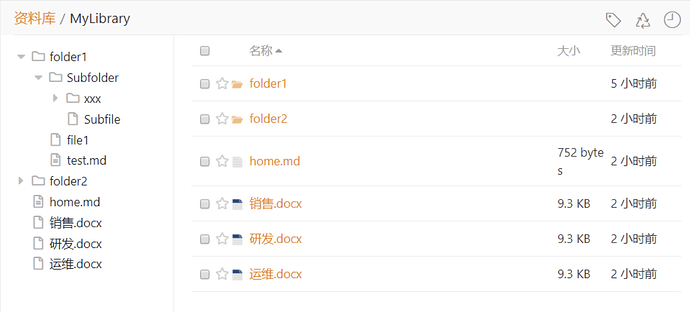 资料库 / MyLibrary
folder1
Subfolder
xxx
Subfile
file1
test.md
folder2
home.md
销售.docx
研发.docx
运维.docx
名称 大小 更新时间
folder1 5 小时前
folder2 2 小时前
home.md 752 byte 2 小时前
s
销售.docx 9.3 KB 2 小时前
研发.docx 9.3 KB 2 小时前
运维.docx 9.3 KB 2 小时前